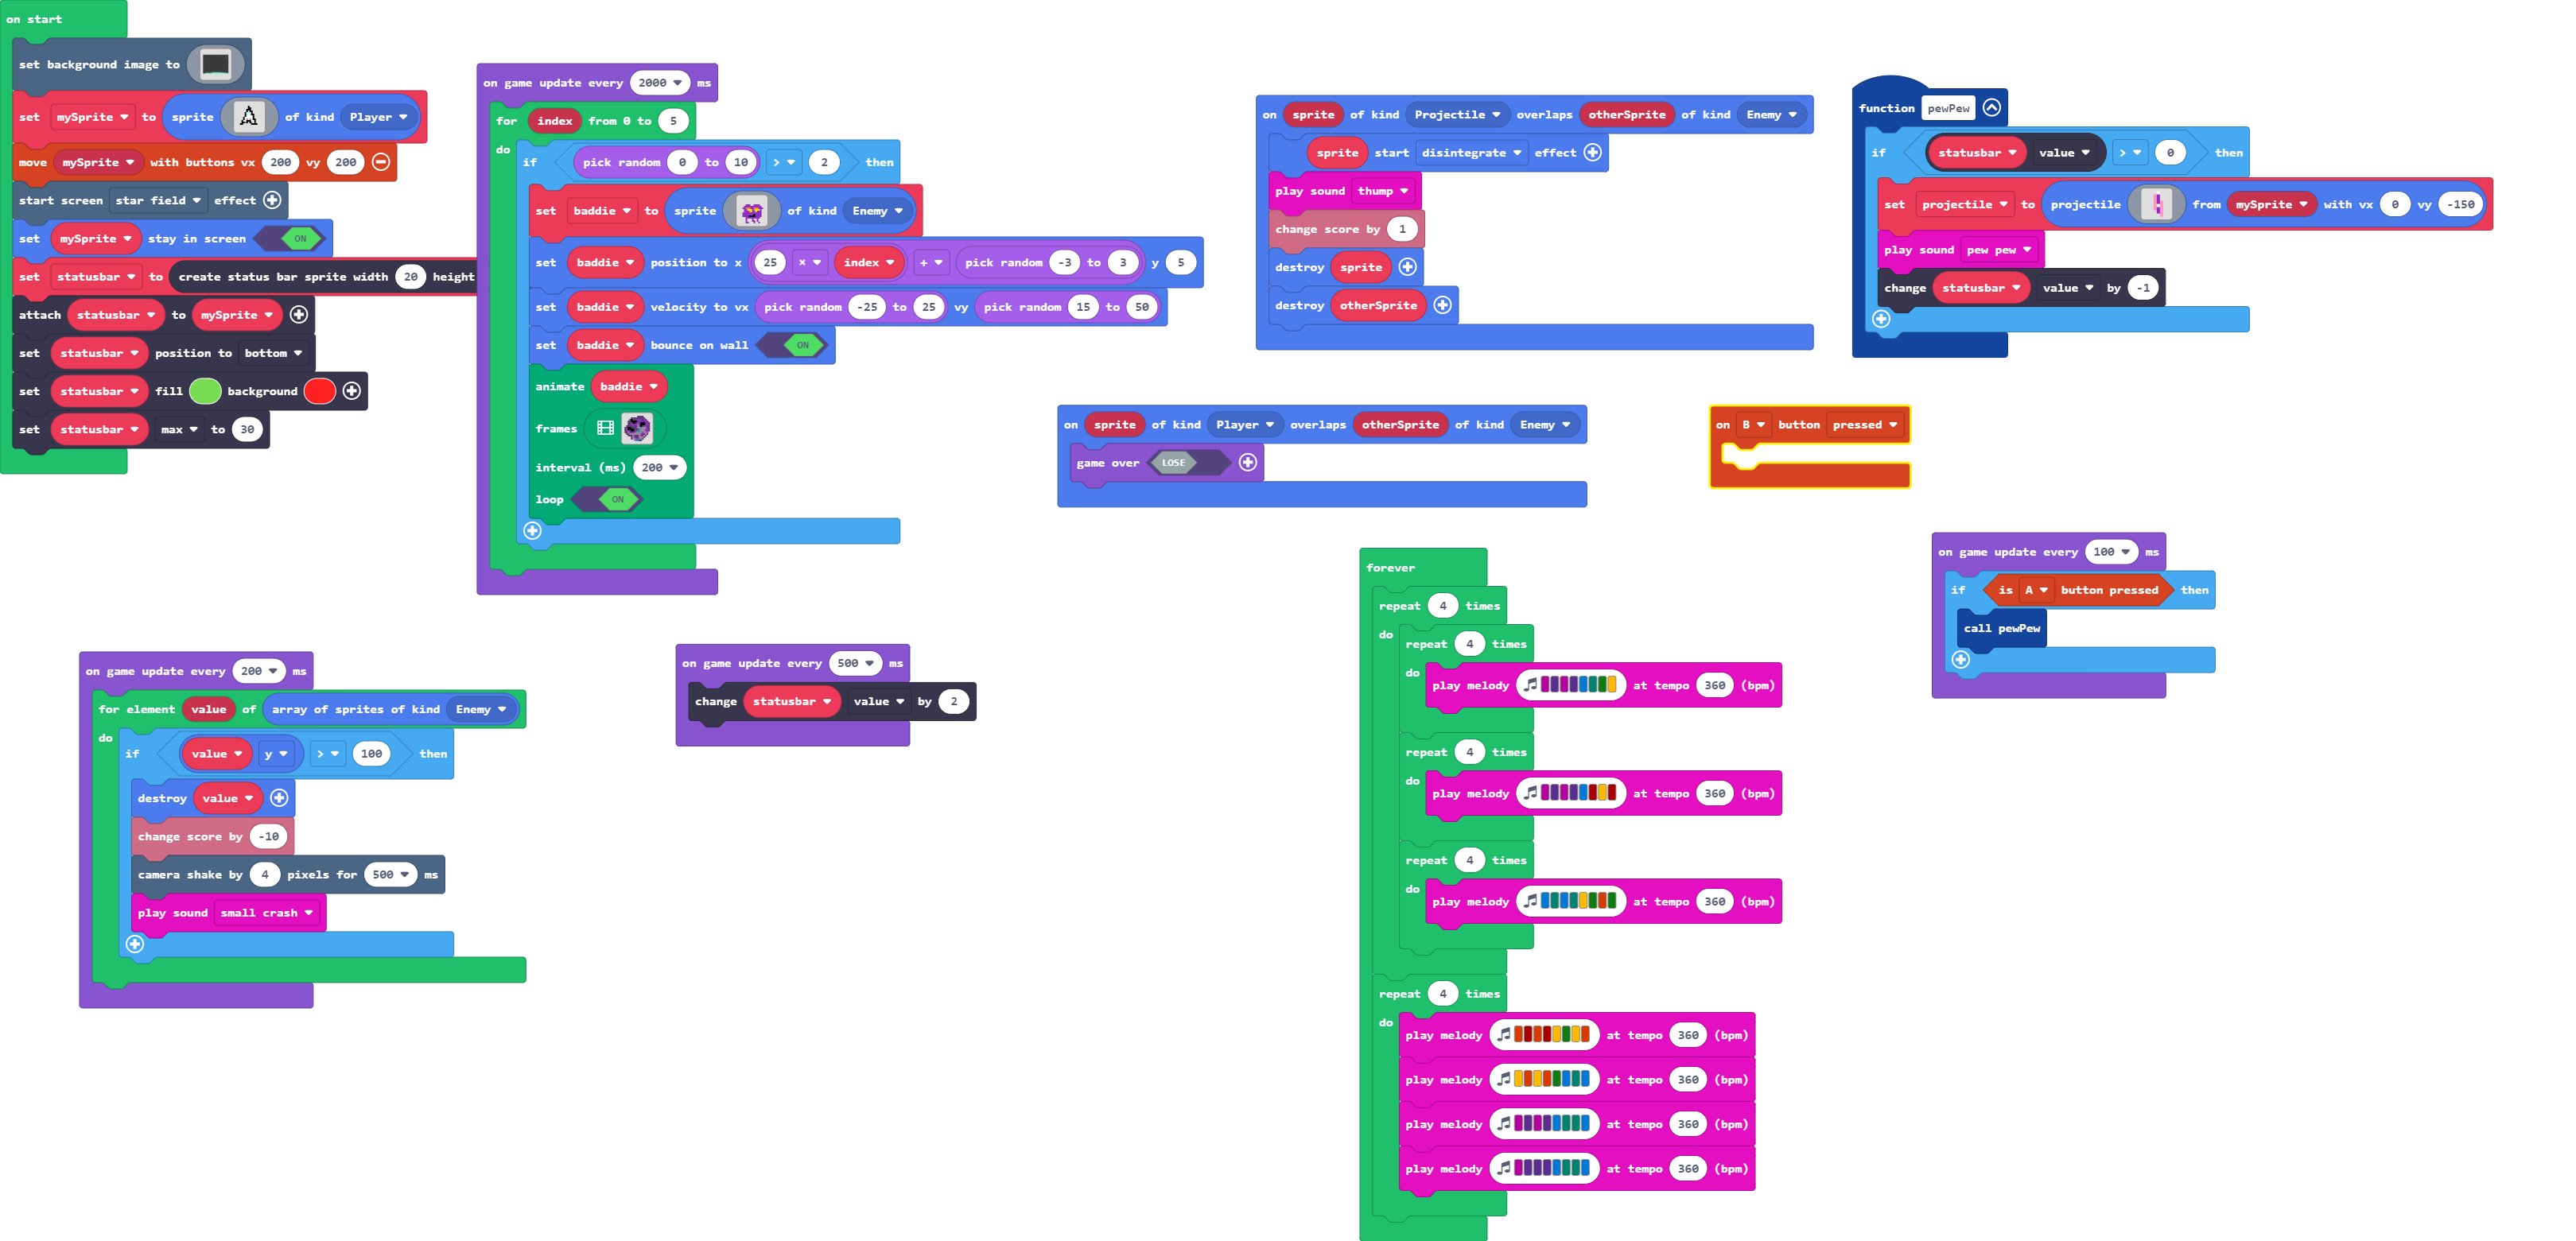 on start
set background image to
set mySprite to sprite A of kind Player
move mySprite with buttons vx 200 vy 200
start screen star field effect
set mySprite stay in screen ON
set statusbar to create status bar sprite width 20 height
attach statusbar to mySprite
set statusbar position to bottom
set statusbar fill background
set statusbar max to 30
on game update every 2000 ms
for index from 0 to 5
do
if pick random 0 to 10 > 2 then
set baddie to sprite of kind Enemy
set baddie position to x 25 × index + pick random -3 to 3 y 5
set baddie velocity to vx pick random -25 to 25 vy pick random 15 to 50
set baddie bounce on wall ON
animate baddie
frames
interval (ms) 200
loop ON
on sprite of kind Projectile overlaps otherSprite of kind Enemy
sprite start disintegrate effect
play sound thump
change score by 1
destroy sprite
destroy otherSprite
function pewPew
if statusbar value > 0 then
set projectile to projectile from mySprite with vx 0 vy -150
play sound pew pew
change statusbar value by -1
on sprite of kind Player overlaps otherSprite of kind Enemy
game over LOSE
on B button pressed
on game update every 100 ms
if is A button pressed then
call pewPew
forever
repeat 4 times
do
repeat 4 times
do
play melody at tempo 360 (bpm)
repeat 4 times
do
play melody at tempo 360 (bpm)
repeat 4 times
do
play melody at tempo 360 (bpm)
repeat 4 times
do
play melody at tempo 360 (bpm)
play melody at tempo 360 (bpm)
play melody at tempo 360 (bpm)
play melody at tempo 360 (bpm)
on game update every 200 ms
for element value of array of sprites of kind Enemy
do
if value y > 100 then
destroy value
change score by -10
camera shake by 4 pixels for 500 ms
play sound small crash
on game update every 500 ms
change statusbar value by 2